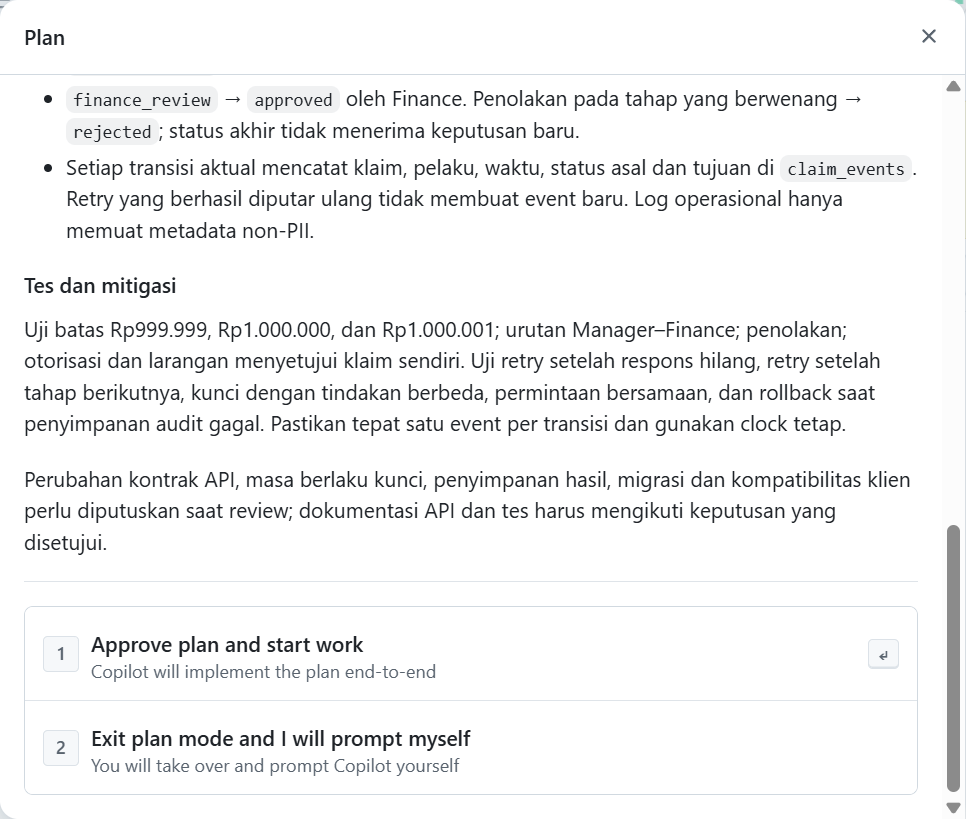 Plan
finance_review → approved oleh Finance. Penolakan pada tahap yang berwenang →
rejected; status akhir tidak menerima keputusan baru.
Setiap transisi aktual mencatat klaim, pelaku, waktu, status asal dan tujuan di claim_events.
Retry yang berhasil diputar ulang tidak membuat event baru. Log operasional hanya
memuat metadata non-PII.
Tes dan mitigasi
Uji batas Rp999.999, Rp1.000.000, dan Rp1.000.001; urutan Manager–Finance; penolakan;
otorisasi dan larangan menyetujui klaim sendiri. Uji retry setelah respons hilang, retry setelah
tahap berikutnya, kunci dengan tindakan berbeda, permintaan bersamaan, dan rollback saat
penyimpanan audit gagal. Pastikan tepat satu event per transisi dan gunakan clock tetap.
Perubahan kontrak API, masa berlaku kunci, penyimpanan hasil, migrasi dan kompatibilitas klien
perlu diputuskan saat review; dokumentasi API dan tes harus mengikuti keputusan yang
disetujui.
1 Approve plan and start work
Copilot will implement the plan end-to-end
2 Exit plan mode and I will prompt myself
You will take over and prompt Copilot yourself